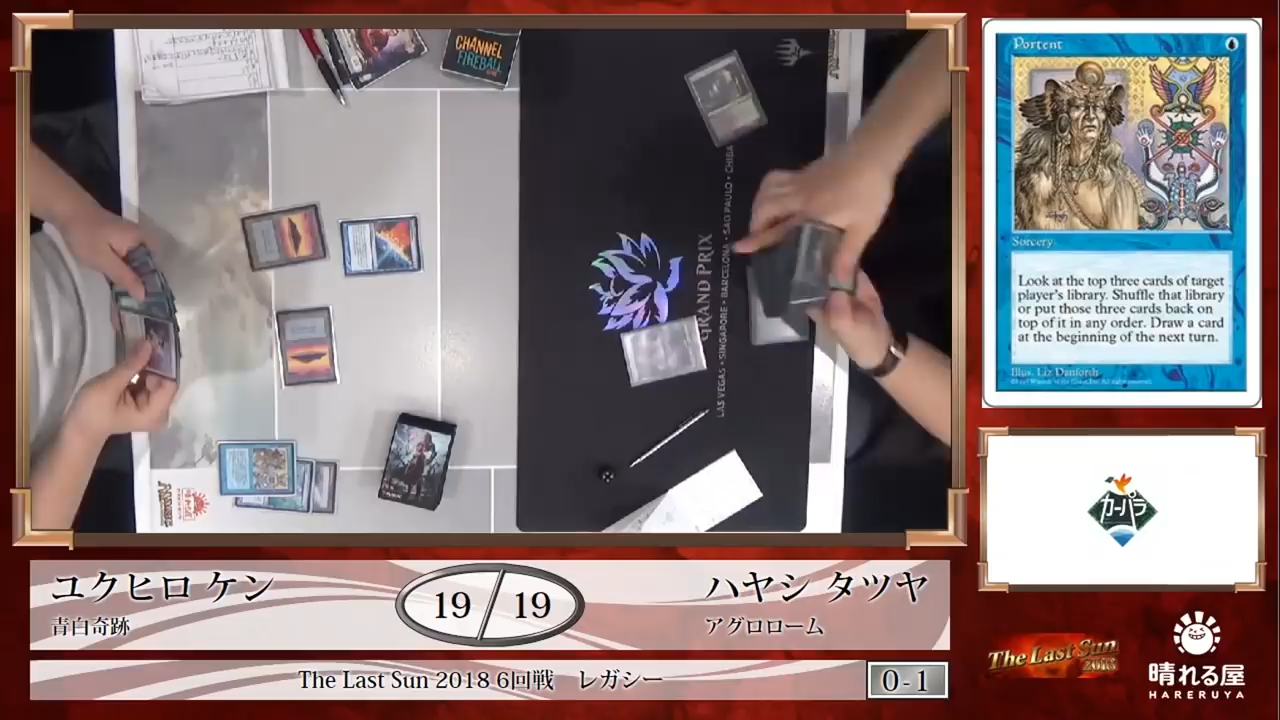 CHANNEL
FIREBALL
GRAND PRIX
LAS VEGAS • SINGAPORE • BARCELONA • SAO PAULO • CHIBA
Portent
Sorcery
Look at the top three cards of target
player's library. Shuffle that library
or put those three cards back on
top of it in any order. Draw a card
at the beginning of the next turn.
Illus. Liz Danforth
カーパラ
ユクヒロ ケン
青白奇跡
19 / 19
ハヤシ タツヤ
アグロローム
The Last Sun 2018 6回戦 レガシー
0-1
The Last Sun
2018
晴れる屋
HARERUYA